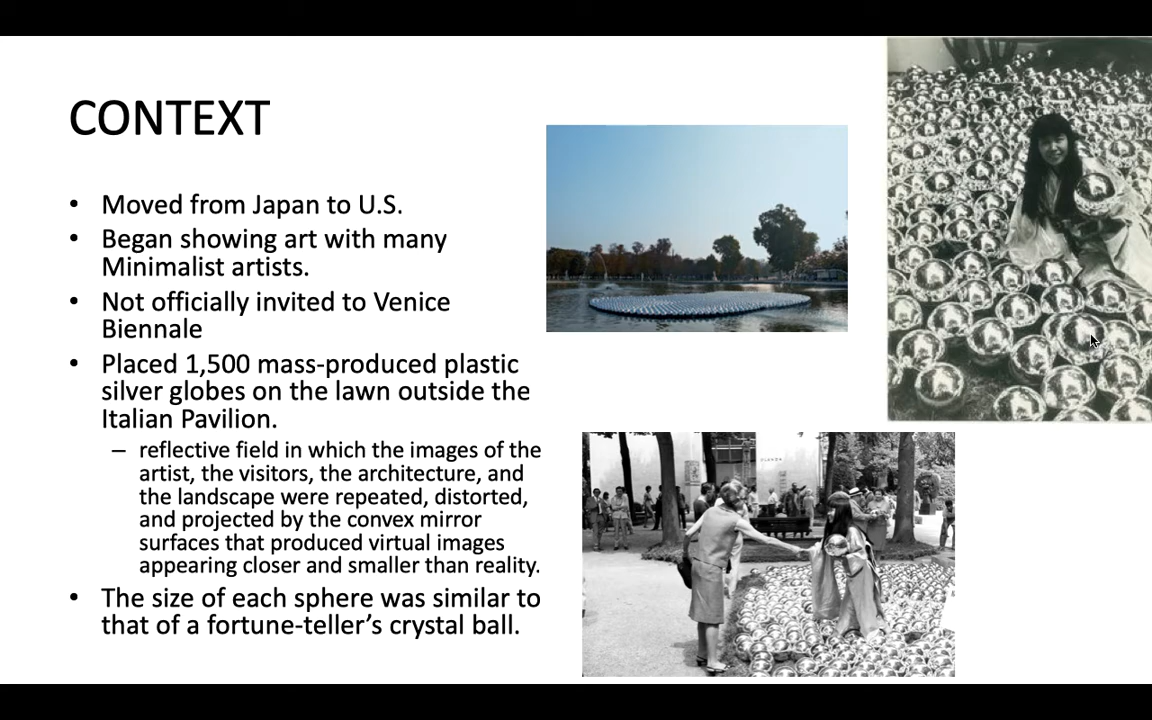 CONTEXT
• Moved from Japan to U.S.
• Began showing art with many
Minimalist artists.
• Not officially invited to Venice
Biennale
• Placed 1,500 mass-produced plastic
silver globes on the lawn outside the
Italian Pavilion.
– reflective field in which the images of the
artist, the visitors, the architecture, and
the landscape were repeated, distorted,
and projected by the convex mirror
surfaces that produced virtual images
appearing closer and smaller than reality.
• The size of each sphere was similar to
that of a fortune-teller’s crystal ball.